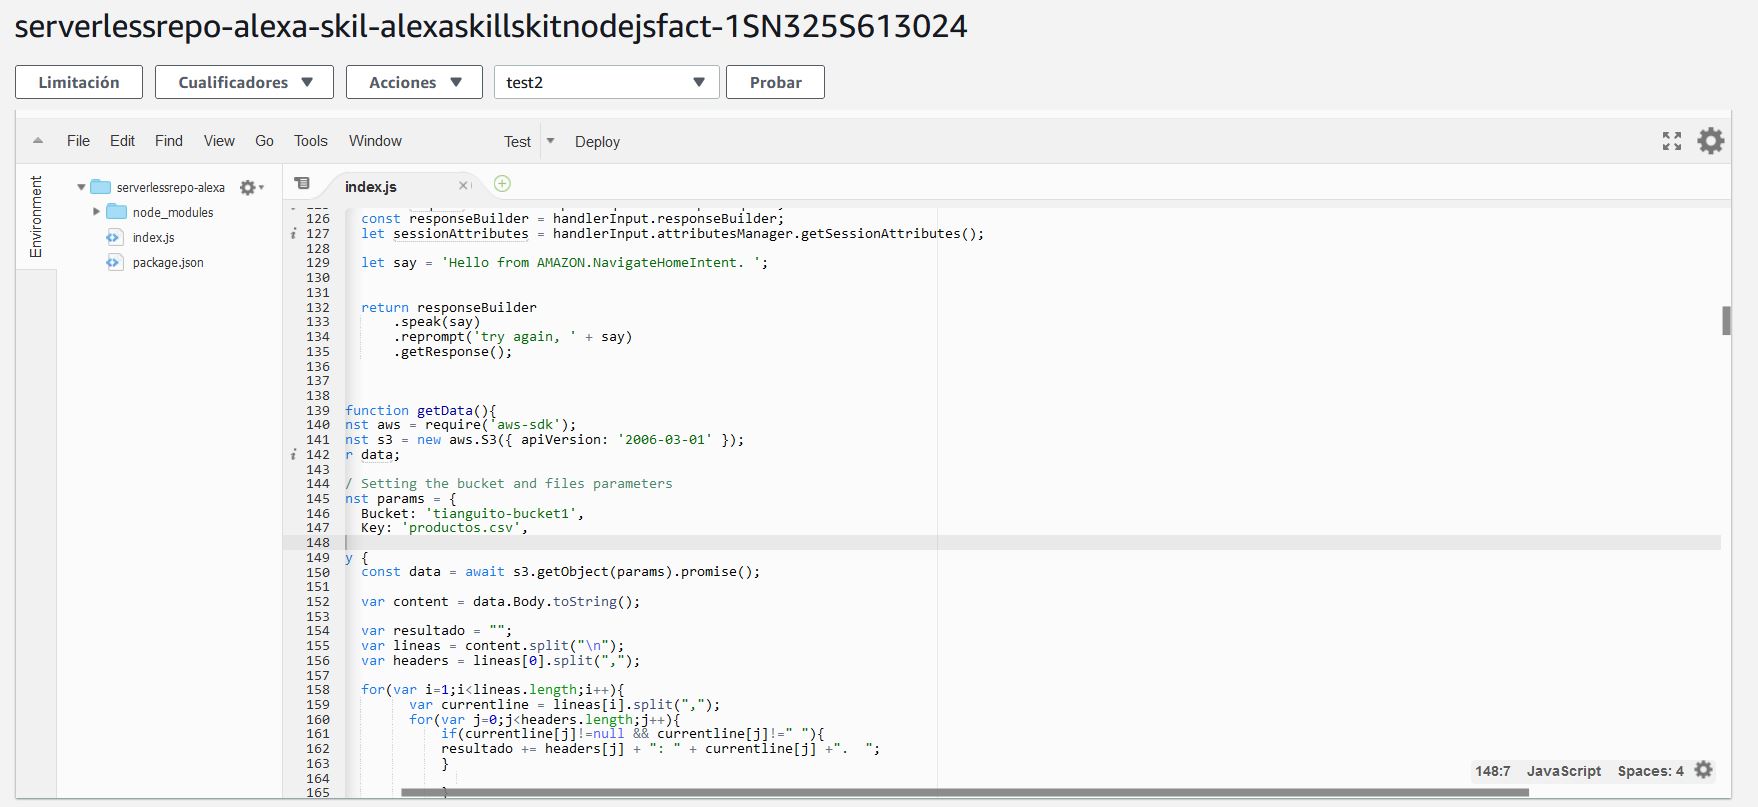 serverlessrepo-alexa-skil-alexaskillskitnodejsfact-1SN325S613024
Limitación Cualificadores Acciones test2 Probar
File Edit Find View Go Tools Window Test Deploy
Environment
serverlessrepo-alexa
node_modules
index.js
package.json
index.js
126 const responseBuilder = handlerInput.responseBuilder;
127 let sessionAttributes = handlerInput.attributesManager.getSessionAttributes();
128
129 let say = 'Hello from AMAZON.NavigateHomeIntent. ';
130
131
132 return responseBuilder
133 .speak(say)
134 .reprompt('try again, ' + say)
135 .getResponse();
136
137
138
139 function getData(){
140 nst aws = require('aws-sdk');
141 nst s3 = new aws.S3({ apiVersion: '2006-03-01' });
142 r data;
143
144 / Setting the bucket and files parameters
145 nst params = {
146 Bucket: 'tianguito-bucket1',
147 Key: 'productos.csv',
148
149 y {
150 const data = await s3.getObject(params).promise();
151
152 var content = data.Body.toString();
153
154 var resultado = "";
155 var lineas = content.split("\n");
156 var headers = lineas[0].split(",");
157
158 for(var i=1;i<lineas.length;i++){
159 var currentline = lineas[i].split(",");
160 for(var j=0;j<headers.length;j++){
161 if(currentline[j]!=null && currentline[j]!=" "){
162 resultado += headers[j] + ": " + currentline[j] +".  ";
163 }
164
165 }
148:7 JavaScript Spaces: 4